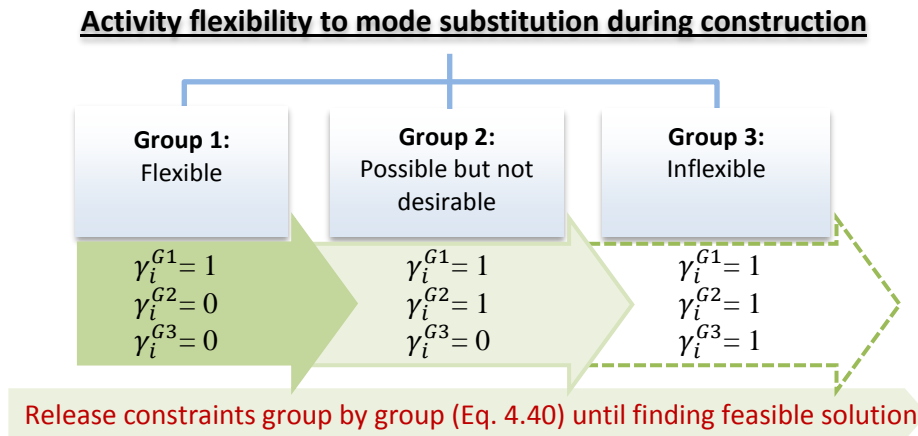 Activity flexibility to mode substitution during construction
Group 1:
Flexible
Group 2:
Possible but not
desirable
Group 3:
Inflexible
γ_i^{G1}= 1
γ_i^{G2}= 0
γ_i^{G3}= 0
γ_i^{G1}= 1
γ_i^{G2}= 1
γ_i^{G3}= 0
γ_i^{G1}= 1
γ_i^{G2}= 1
γ_i^{G3}= 1
Release constraints group by group (Eq. 4.40) until finding feasible solution